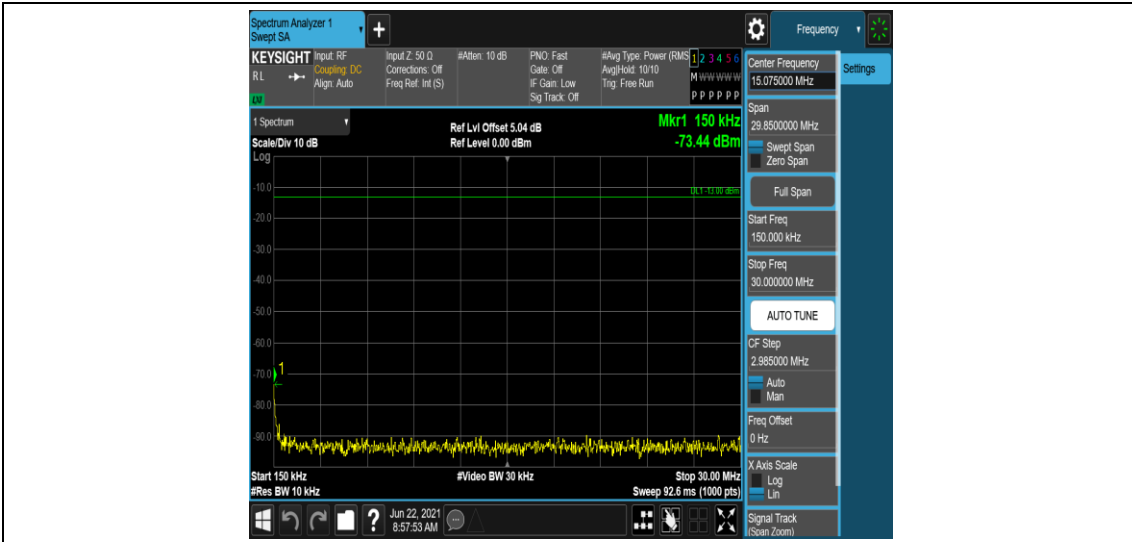 Spectrum Analyzer 1
Swept SA
+
Frequency
KEYSIGHT
RL
LXI
Input: RF
Coupling: DC
Align: Auto
Input Z: 50 Ω
Corrections: Off
Freq Ref: Int (S)
#Atten: 10 dB
PNO: Fast
Gate: Off
IF Gain: Low
Sig Track: Off
#Avg Type: Power (RMS
Avg|Hold: 10/10
Trig: Free Run
1 2 3 4 5 6
M W W W W W
P P P P P P
1 Spectrum
Scale/Div 10 dB
Log
Ref Lvl Offset 5.04 dB
Ref Level 0.00 dBm
Mkr1 150 kHz
-73.44 dBm
DL1 -13.00 dBm
-10.0
-20.0
-30.0
-40.0
-50.0
-60.0
-70.0
1
-80.0
-90.0
Start 150 kHz
#Res BW 10 kHz
#Video BW 30 kHz
Stop 30.00 MHz
Sweep 92.6 ms (1000 pts)
Center Frequency
15.075000 MHz
Settings
Span
29.8500000 MHz
Swept Span
Zero Span
Full Span
Start Freq
150.000 kHz
Stop Freq
30.000000 MHz
AUTO TUNE
CF Step
2.985000 MHz
Auto
Man
Freq Offset
0 Hz
X Axis Scale
Log
Lin
Signal Track
(Span Zoom)
?
Jun 22, 2021
8:57:53 AM